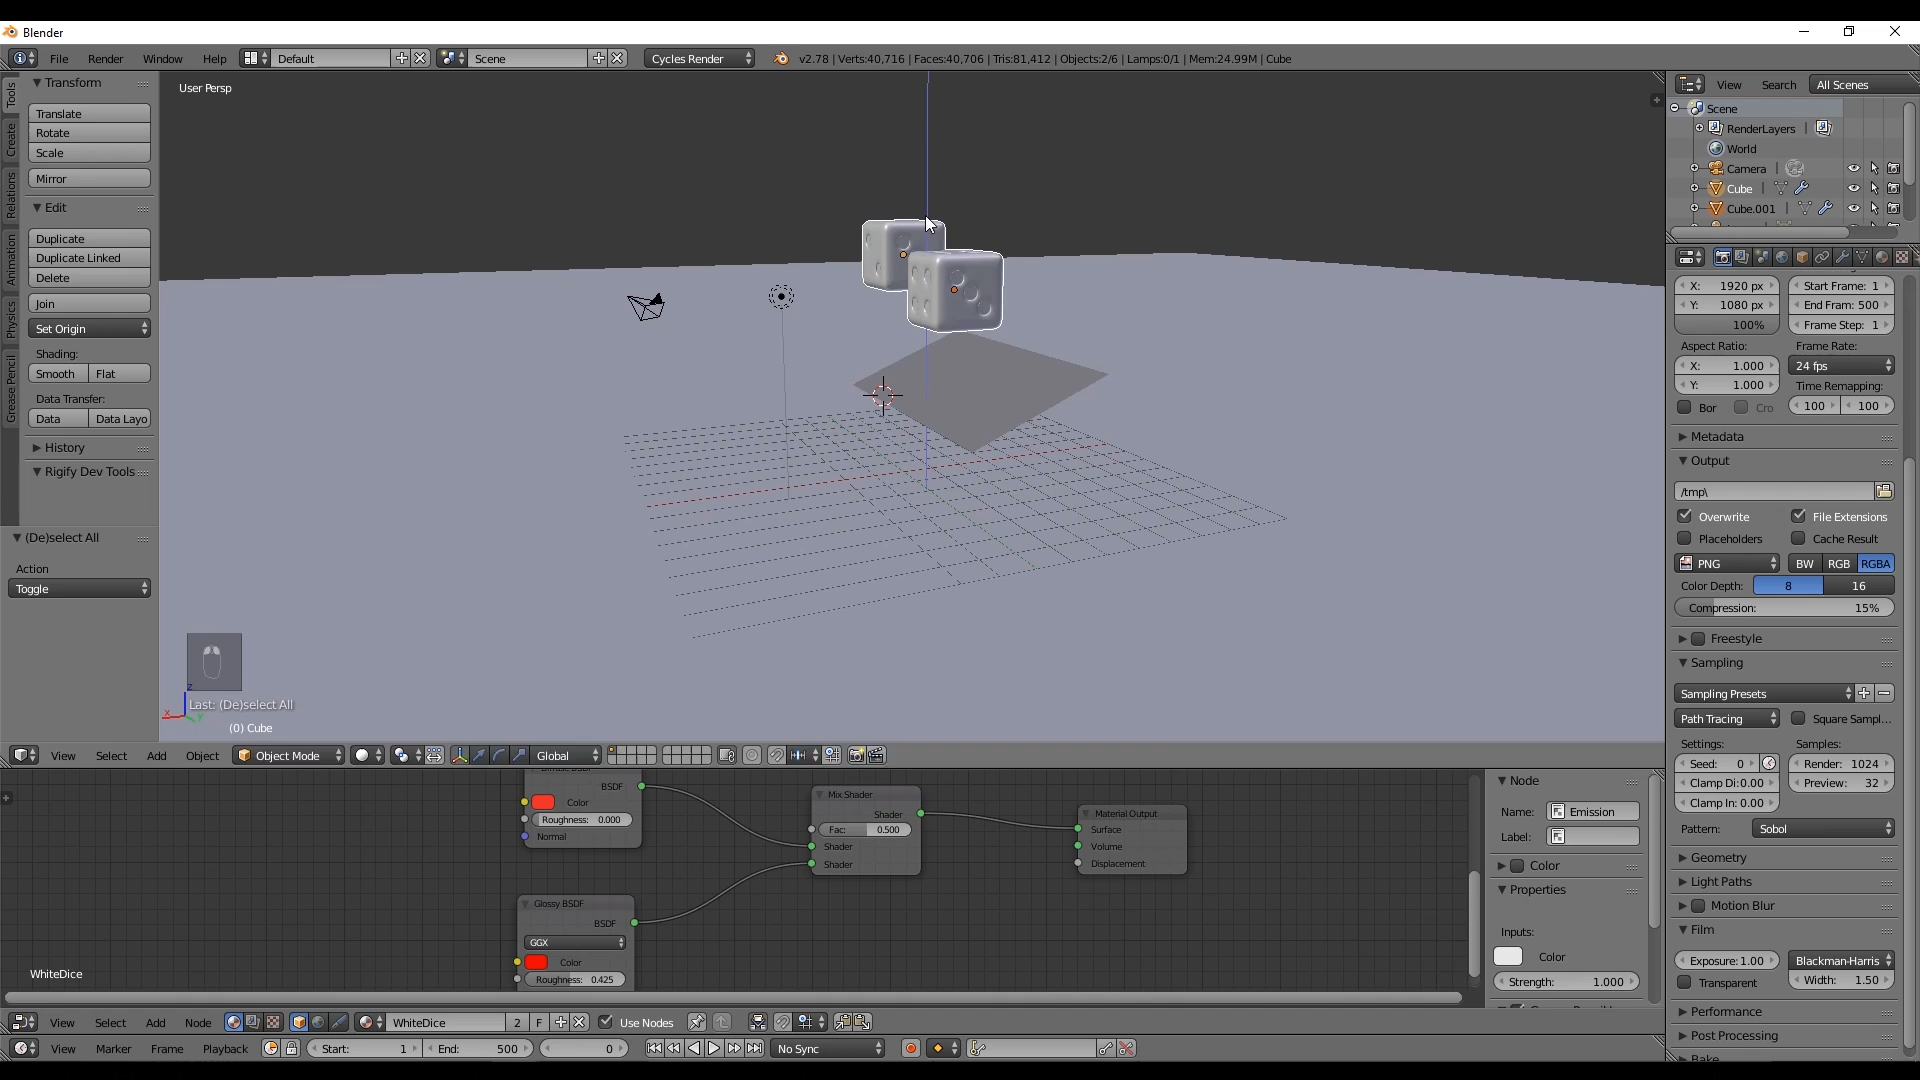 Blender
File Render Window Help Default Scene Cycles Render v2.78 | Verts:40,716 | Faces:40,706 | Tris:81,412 | Objects:2/6 | Lamps:0/1 | Mem:24.99M | Cube
Tools
Create
Relations
Animation
Physics
Grease Pencil
Transform
Translate
Rotate
Scale
Mirror
Edit
Duplicate
Duplicate Linked
Delete
Join
Set Origin
Shading:
Smooth Flat
Data Transfer:
Data Data Layo
History
Rigify Dev Tools
(De)select All
Action
Toggle
User Persp
z
x y
Last: (De)select All
(0) Cube
View Select Add Object Object Mode Global
View Search All Scenes
Scene
RenderLayers |
World
Camera |
Cube |
Cube.001 |
X: 1920 px Start Frame: 1
Y: 1080 px End Fram: 500
100% Frame Step: 1
Aspect Ratio: Frame Rate:
X: 1.000 24 fps
Y: 1.000 Time Remapping:
Bor Cro 100 100
Metadata
Output
/tmp\
Overwrite File Extensions
Placeholders Cache Result
PNG BW RGB RGBA
Color Depth: 8 16
Compression: 15%
Freestyle
Sampling
Sampling Presets
Path Tracing Square Sampl...
Settings: Samples:
Seed: 0 Render: 1024
Clamp Di:0.00 Preview: 32
Clamp In: 0.00
Pattern: Sobol
Geometry
Light Paths
Motion Blur
Film
Exposure:1.00 Blackman-Harris
Transparent Width: 1.50
Performance
Post Processing
Bake
Diffuse BSDF
BSDF
Color
Roughness: 0.000
Normal
Glossy BSDF
BSDF
GGX
Color
Roughness: 0.425
Mix Shader
Shader
Fac: 0.500
Shader
Shader
Material Output
Surface
Volume
Displacement
WhiteDice
Node
Name: Emission
Label:
Color
Properties
Inputs:
Color
Strength: 1.000
View Select Add Node WhiteDice 2 F Use Nodes
View Marker Frame Playback Start: 1 End: 500 0 No Sync